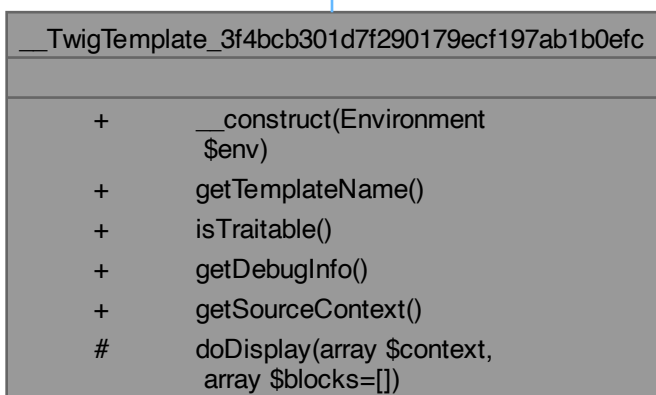 __TwigTemplate_3f4bcb301d7f290179ecf197ab1b0efc
+ __construct(Environment
$env)
+ getTemplateName()
+ isTraitable()
+ getDebugInfo()
+ getSourceContext()
# doDisplay(array $context,
array $blocks=[])